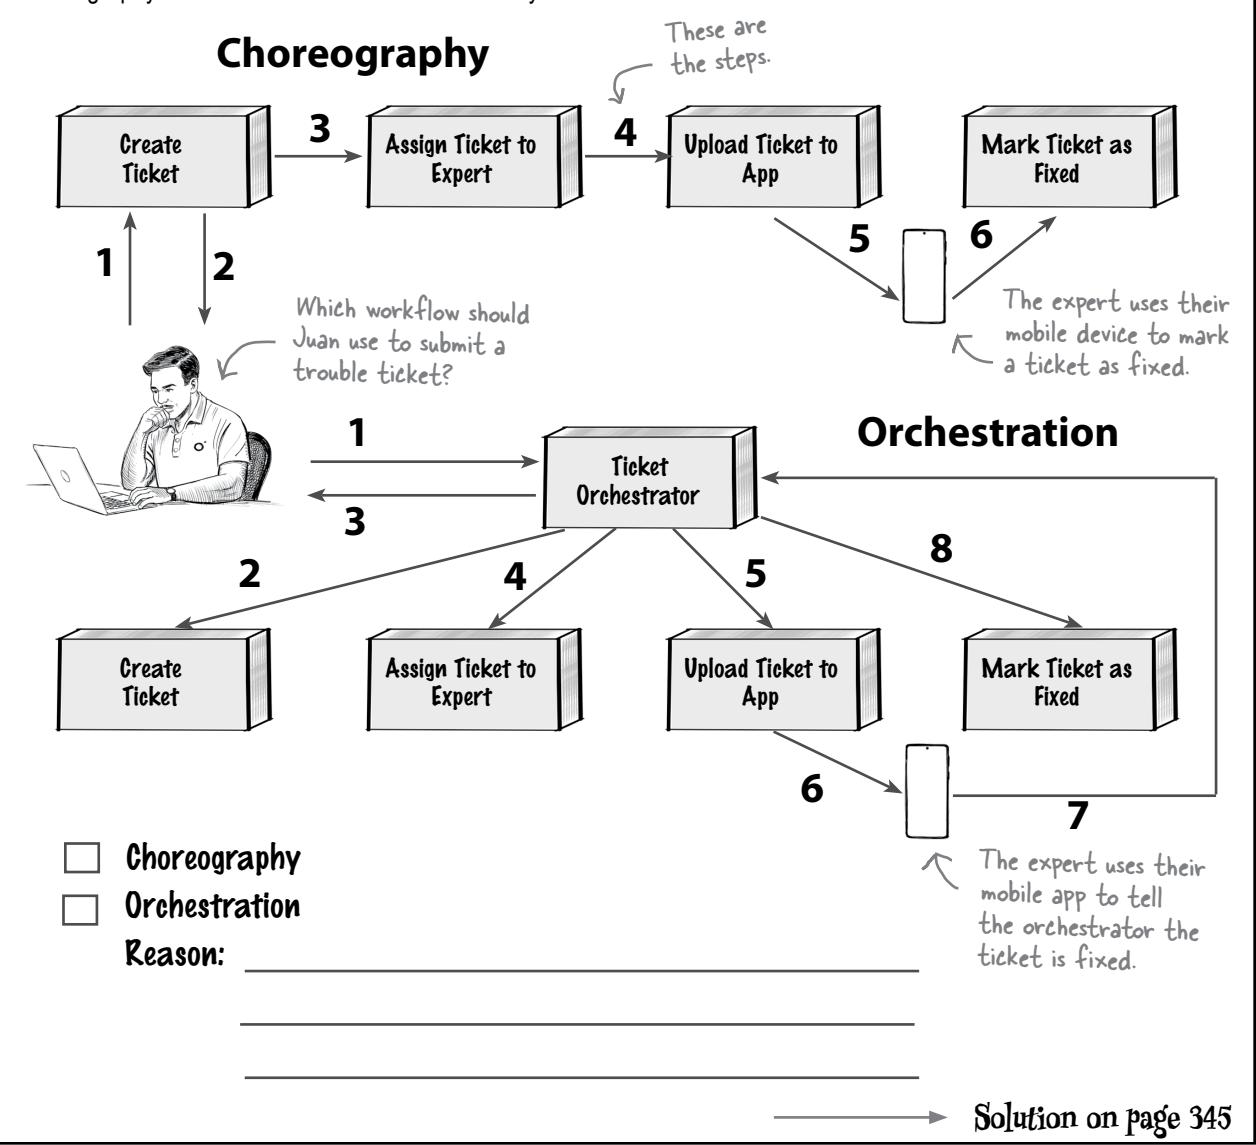 Choreography
These are
the steps.
Create
Ticket
3
Assign Ticket to
Expert
4
Upload Ticket to
App
Mark Ticket as
Fixed
1
2
5
6
Which workflow should
Juan use to submit a
trouble ticket?
The expert uses their
mobile device to mark
a ticket as fixed.
Orchestration
1
Ticket
Orchestrator
3
2
4
5
8
Create
Ticket
Assign Ticket to
Expert
Upload Ticket to
App
Mark Ticket as
Fixed
6
7
The expert uses their
mobile app to tell
the orchestrator the
ticket is fixed.
Choreography
Orchestration
Reason:
Solution on page 345